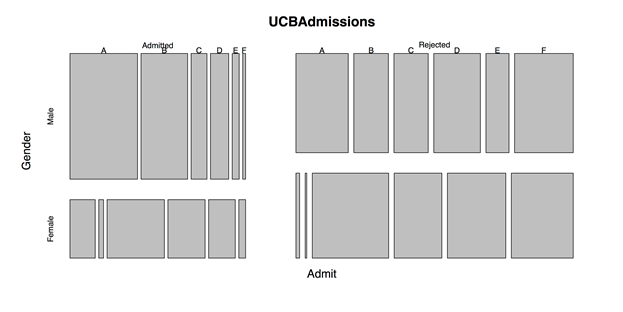 UCBAdmissions
Admitted Rejected
A B C D E F A B C D E F
Male
Gender
Female
Admit